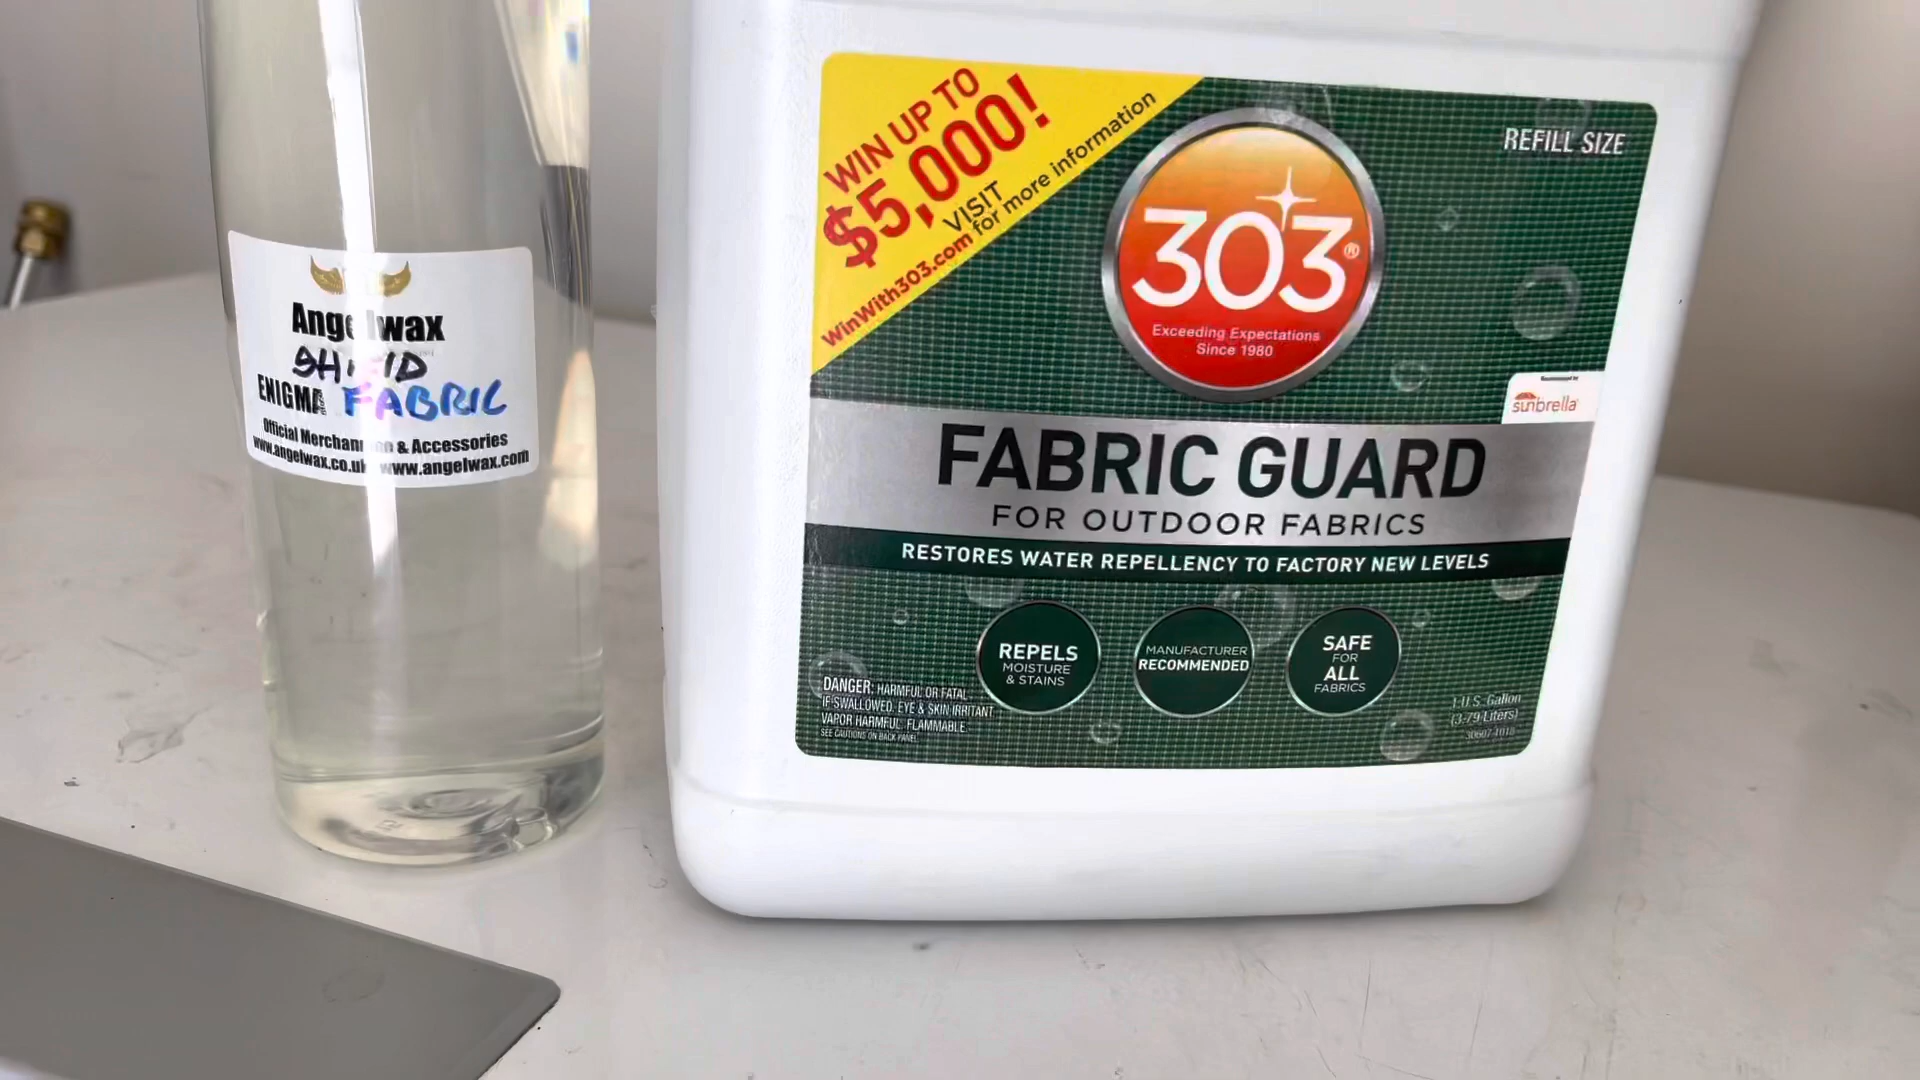 Angelwax
ENIGMA FABRIC
Official & Accessories
www.angelwax.co.uk www.angelwax.com
WIN UP TO
$5,000!
VISIT
WinWith303.com for more information
REFILL SIZE
303®
Exceeding Expectations
Since 1980
Recommended by
sunbrella
FABRIC GUARD
FOR OUTDOOR FABRICS
RESTORES WATER REPELLENCY TO FACTORY NEW LEVELS
REPELS
MOISTURE
& STAINS
MANUFACTURER
RECOMMENDED
SAFE
FOR
ALL
FABRICS
DANGER: HARMFUL OR FATAL
IF SWALLOWED. EYE & SKIN IRRITANT.
VAPOR HARMFUL. FLAMMABLE.
SEE CAUTIONS ON BACK PANEL.
1 U.S. Gallon
(3.79 Liters)